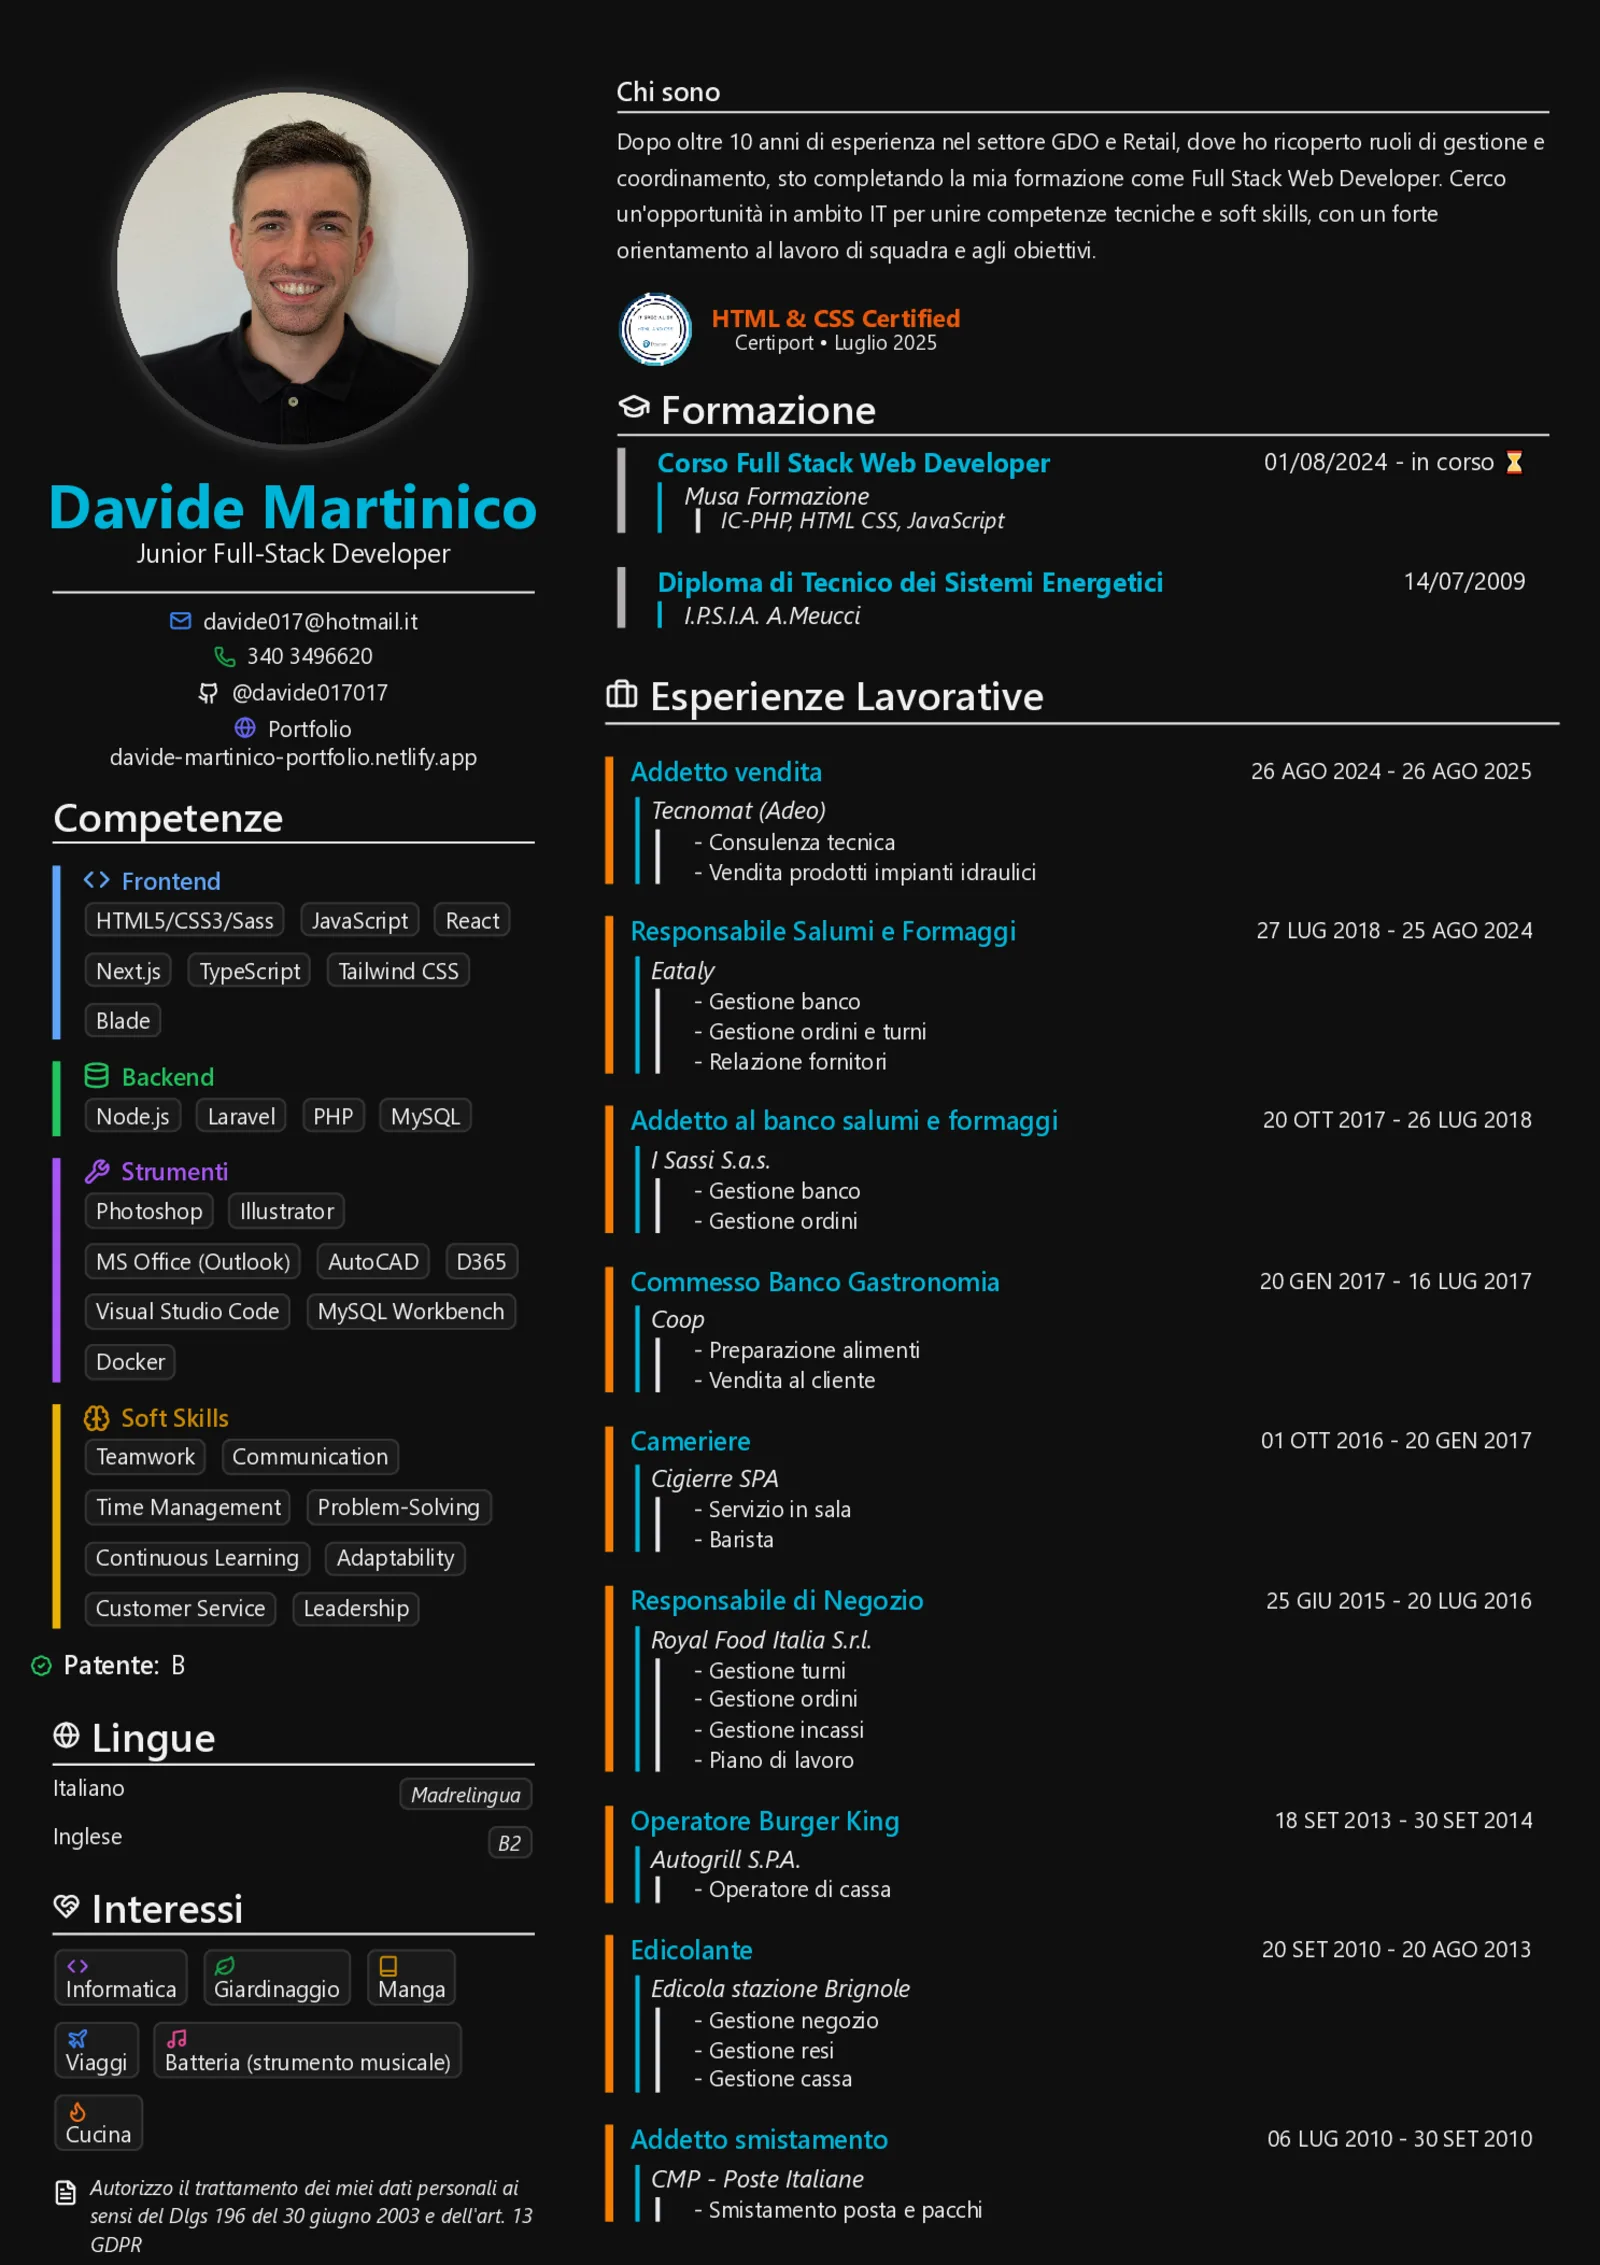 Davide Martinico
Junior Full-Stack Developer
davide017@hotmail.it
340 3496620
@davide017017
Portfolio
davide-martinico-portfolio.netlify.app
Competenze
Frontend
HTML5/CSS3/Sass JavaScript React
Next.js TypeScript Tailwind CSS
Blade
Backend
Node.js Laravel PHP MySQL
Strumenti
Photoshop Illustrator
MS Office (Outlook) AutoCAD D365
Visual Studio Code MySQL Workbench
Docker
Soft Skills
Teamwork Communication
Time Management Problem-Solving
Continuous Learning Adaptability
Customer Service Leadership
Patente: B
Lingue
Italiano Madrelingua
Inglese B2
Interessi
Informatica Giardinaggio Manga
Viaggi Batteria (strumento musicale)
Cucina
Autorizzo il trattamento dei miei dati personali ai
sensi del Dlgs 196 del 30 giugno 2003 e dell'art. 13
GDPR
Chi sono
Dopo oltre 10 anni di esperienza nel settore GDO e Retail, dove ho ricoperto ruoli di gestione e
coordinamento, sto completando la mia formazione come Full Stack Web Developer. Cerco
un'opportunità in ambito IT per unire competenze tecniche e soft skills, con un forte
orientamento al lavoro di squadra e agli obiettivi.
HTML & CSS Certified
Certiport • Luglio 2025
Formazione
Corso Full Stack Web Developer 01/08/2024 - in corso ⏳
Musa Formazione
IC-PHP, HTML CSS, JavaScript
Diploma di Tecnico dei Sistemi Energetici 14/07/2009
I.P.S.I.A. A.Meucci
Esperienze Lavorative
Addetto vendita 26 AGO 2024 - 26 AGO 2025
Tecnomat (Adeo)
- Consulenza tecnica
- Vendita prodotti impianti idraulici
Responsabile Salumi e Formaggi 27 LUG 2018 - 25 AGO 2024
Eataly
- Gestione banco
- Gestione ordini e turni
- Relazione fornitori
Addetto al banco salumi e formaggi 20 OTT 2017 - 26 LUG 2018
I Sassi S.a.s.
- Gestione banco
- Gestione ordini
Commesso Banco Gastronomia 20 GEN 2017 - 16 LUG 2017
Coop
- Preparazione alimenti
- Vendita al cliente
Cameriere 01 OTT 2016 - 20 GEN 2017
Cigierre SPA
- Servizio in sala
- Barista
Responsabile di Negozio 25 GIU 2015 - 20 LUG 2016
Royal Food Italia S.r.l.
- Gestione turni
- Gestione ordini
- Gestione incassi
- Piano di lavoro
Operatore Burger King 18 SET 2013 - 30 SET 2014
Autogrill S.P.A.
- Operatore di cassa
Edicolante 20 SET 2010 - 20 AGO 2013
Edicola stazione Brignole
- Gestione negozio
- Gestione resi
- Gestione cassa
Addetto smistamento 06 LUG 2010 - 30 SET 2010
CMP - Poste Italiane
- Smistamento posta e pacchi